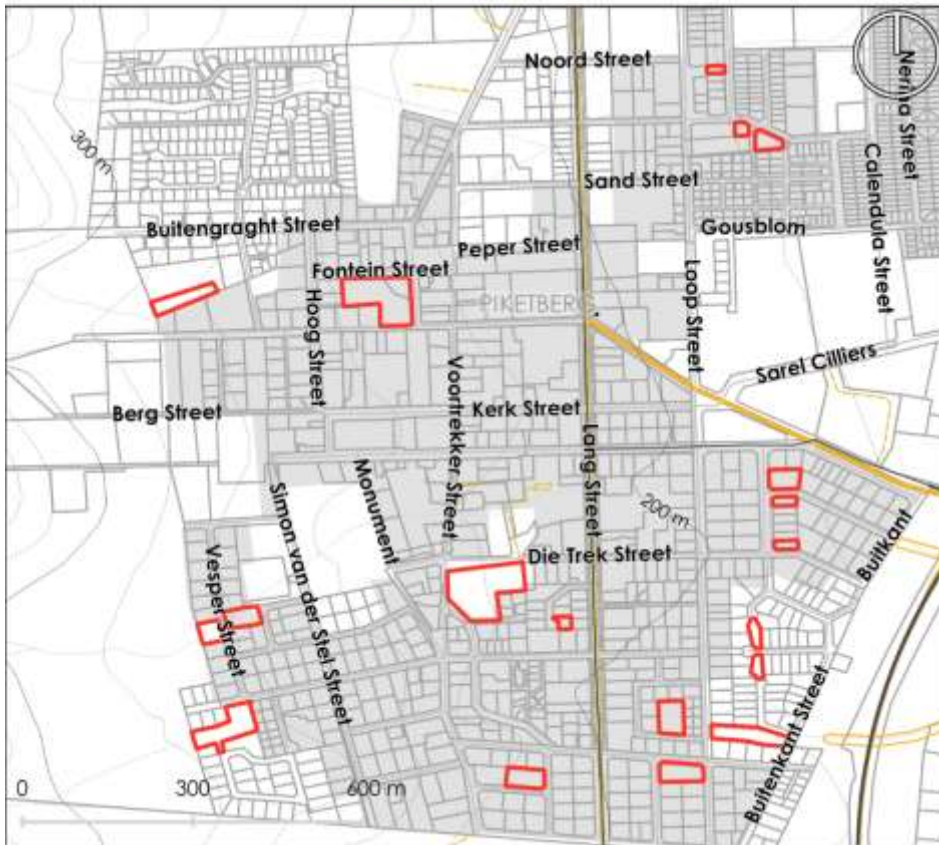 Noord Street
Nerina Street
300 m
Calendula Street
Sand Street
Buitengraght Street
Gousblom
Peper Street
Fontein Street
Loop Street
Hoog Street
PIKETBERG
Sarel Cilliers
Voortrekker Street
Berg Street
Kerk Street
Lang Street
Monument
Simon van der Stel Street
200 m
Buitkant
Die Trek Street
Vesper Street
Buitenkant Street
0 300 600 m